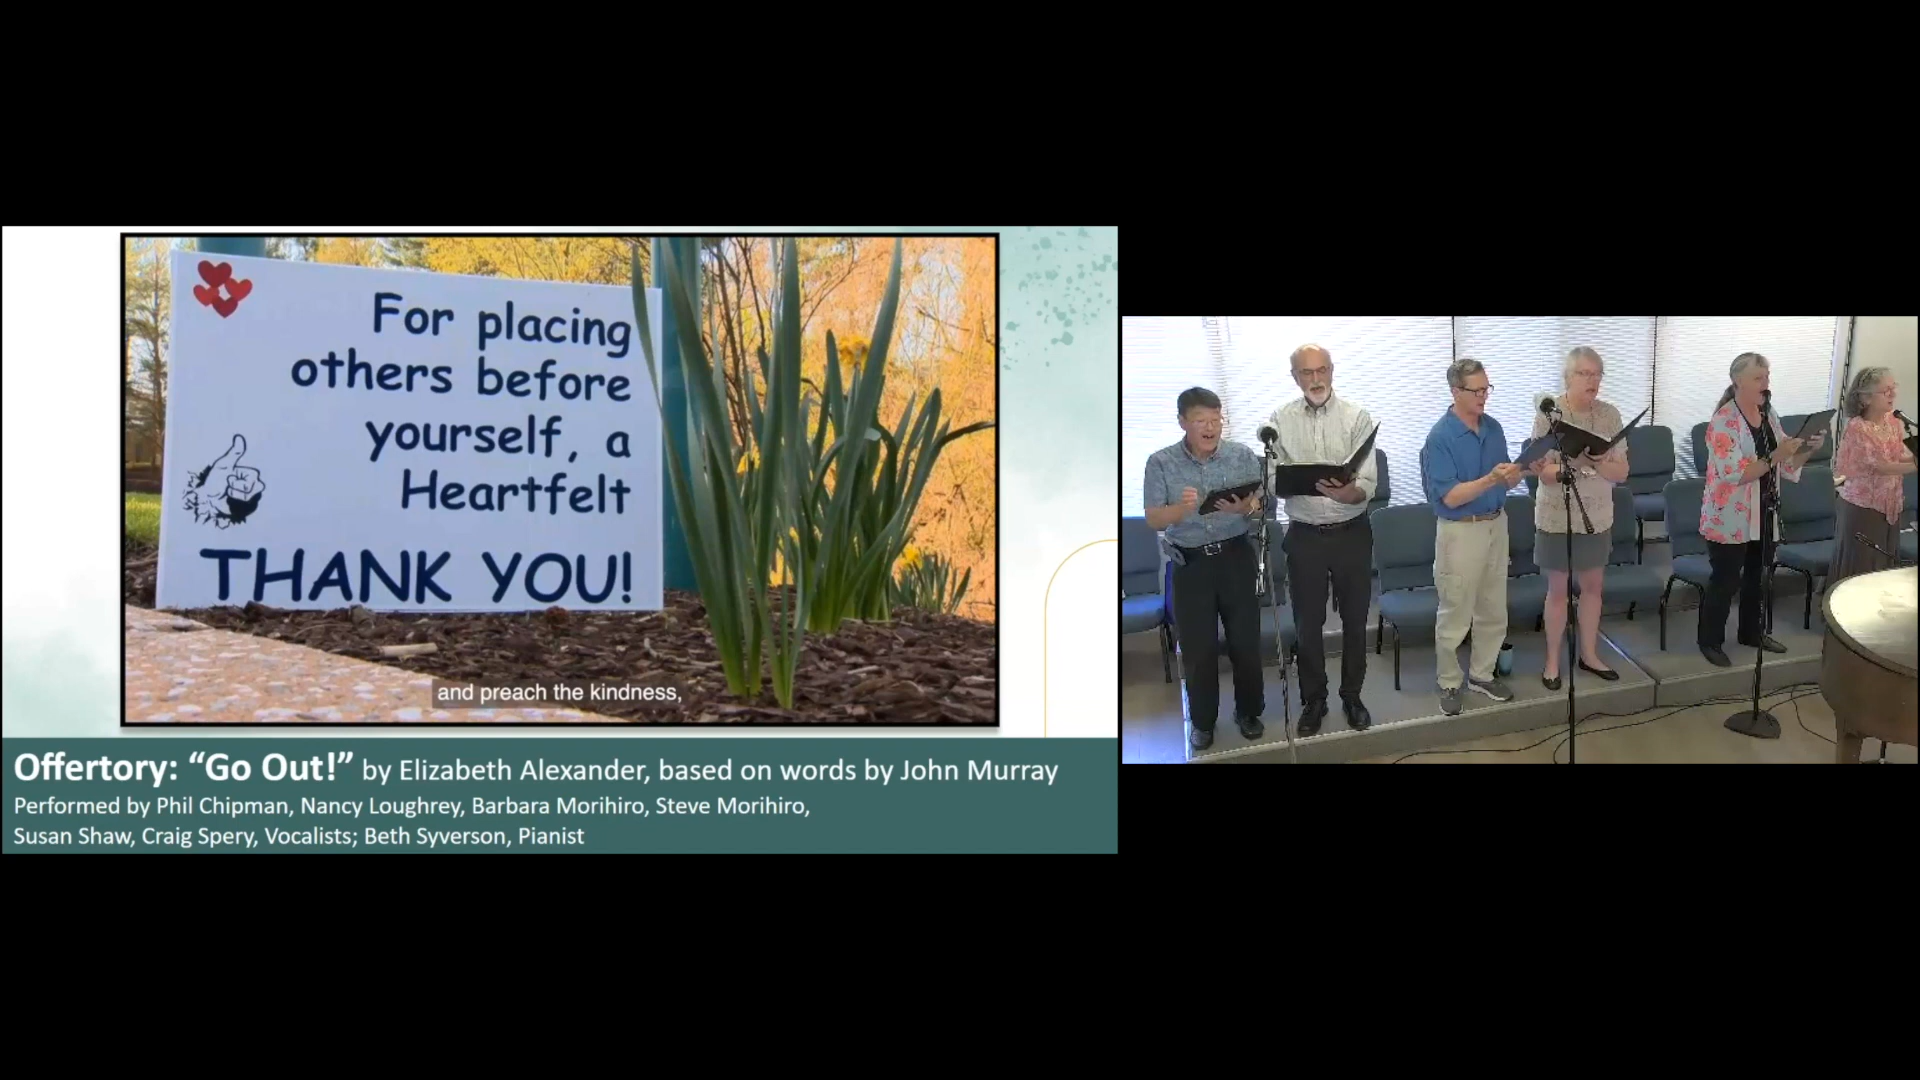 For placing
others before
yourself, a
Heartfelt
THANK YOU!
and preach the kindness,
Offertory: “Go Out!” by Elizabeth Alexander, based on words by John Murray
Performed by Phil Chipman, Nancy Loughrey, Barbara Morihiro, Steve Morihiro,
Susan Shaw, Craig Spery, Vocalists; Beth Syverson, Pianist